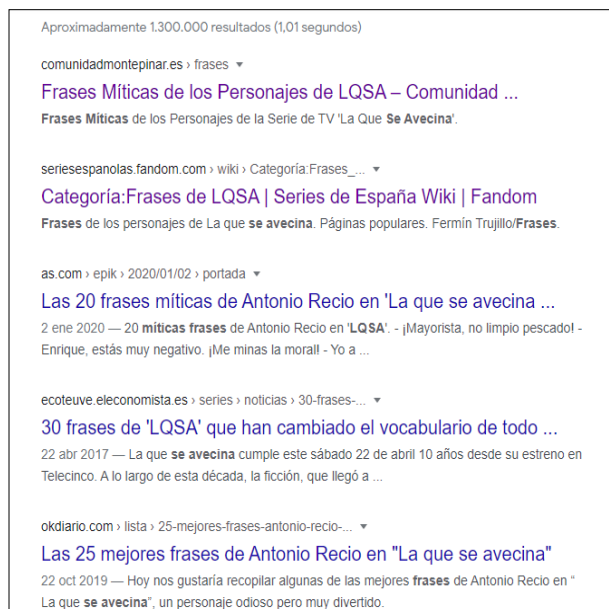 Aproximadamente 1.300.000 resultados (1,01 segundos)
comunidadmontepinar.es › frases
Frases Míticas de los Personajes de LQSA – Comunidad ...
Frases Míticas de los Personajes de la Serie de TV 'La Que Se Avecina'.
seriesespanolas.fandom.com › wiki › Categoría:Frases_...
Categoría:Frases de LQSA | Series de España Wiki | Fandom
Frases de los personajes de La que se avecina. Páginas populares. Fermín Trujillo/Frases.
as.com › epik › 2020/01/02 › portada
Las 20 frases míticas de Antonio Recio en 'La que se avecina ...
2 ene 2020 — 20 míticas frases de Antonio Recio en 'LQSA'. - ¡Mayorista, no limpio pescado! -
Enrique, estás muy negativo. ¡Me minas la moral! - Yo a ...
ecoteuve.eleconomista.es › series › noticias › 30-frases-...
30 frases de 'LQSA' que han cambiado el vocabulario de todo ...
22 abr 2017 — La que se avecina cumple este sábado 22 de abril 10 años desde su estreno en
Telecinco. A lo largo de esta década, la ficción, que llegó a ...
okdiario.com › lista › 25-mejores-frases-antonio-recio-...
Las 25 mejores frases de Antonio Recio en "La que se avecina"
22 oct 2019 — Hoy nos gustaría recopilar algunas de las mejores frases de Antonio Recio en "
La que se avecina", un personaje odioso pero muy divertido.